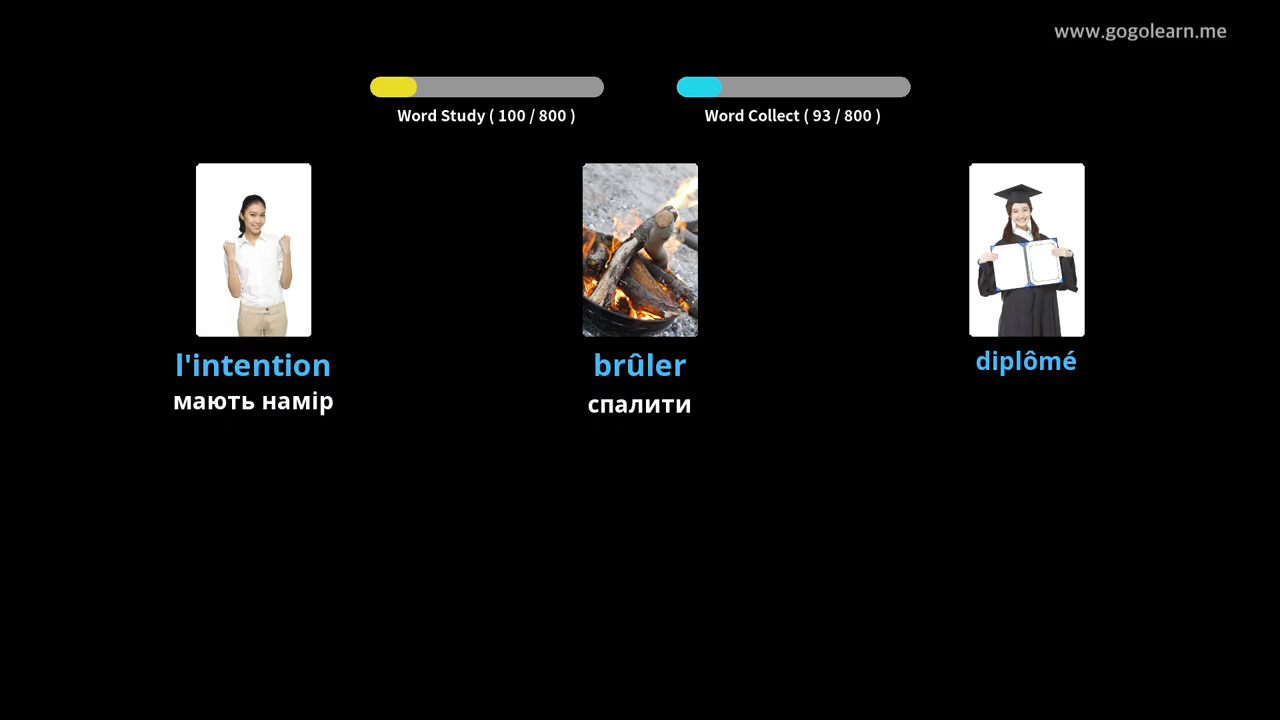 www.gogolearn.me
Word Study ( 100 / 800 )
Word Collect ( 93 / 800 )
l'intention
мають намір
brûler
спалити
diplômé